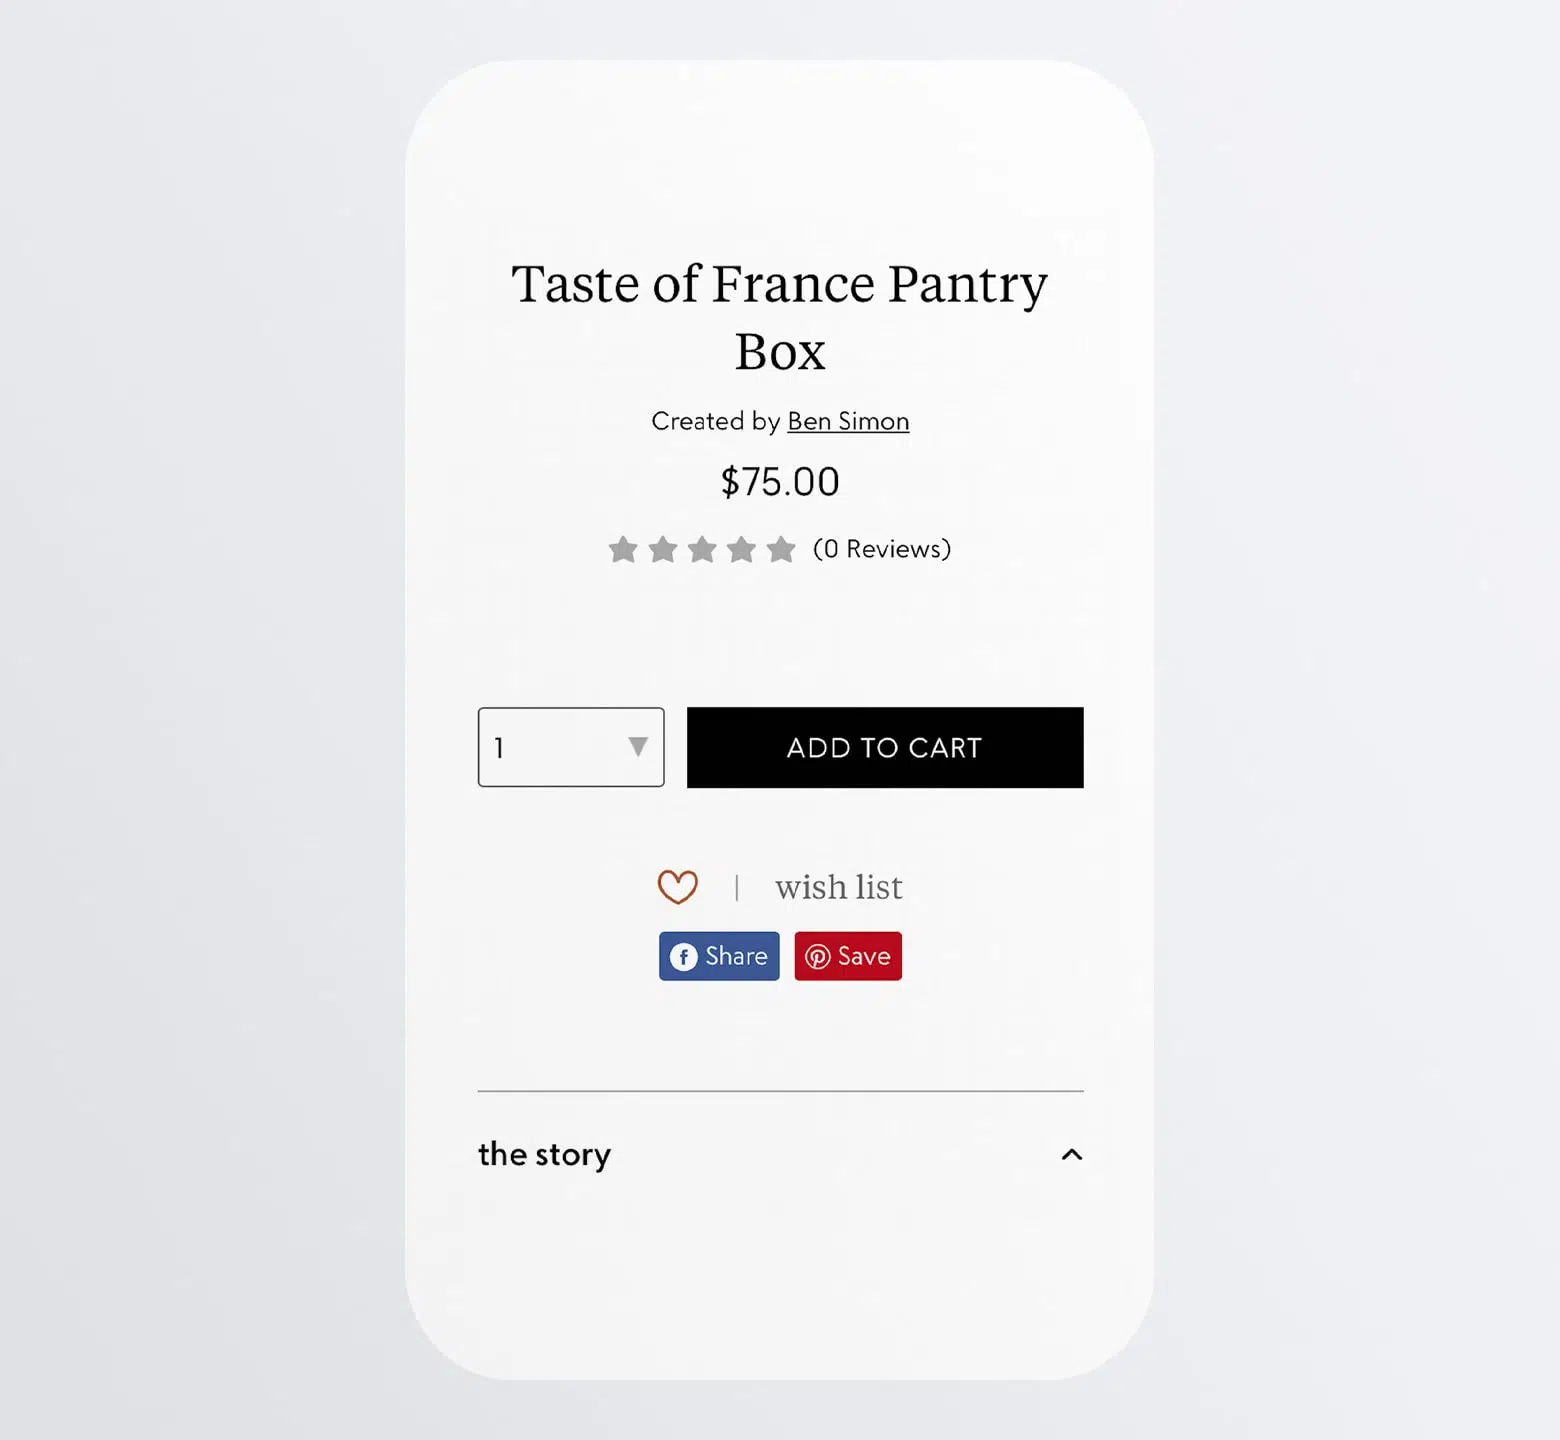 Taste of France Pantry
Box
Created by Ben Simon
$75.00
(0 Reviews)
1
ADD TO CART
| wish list
Share
Save
the story